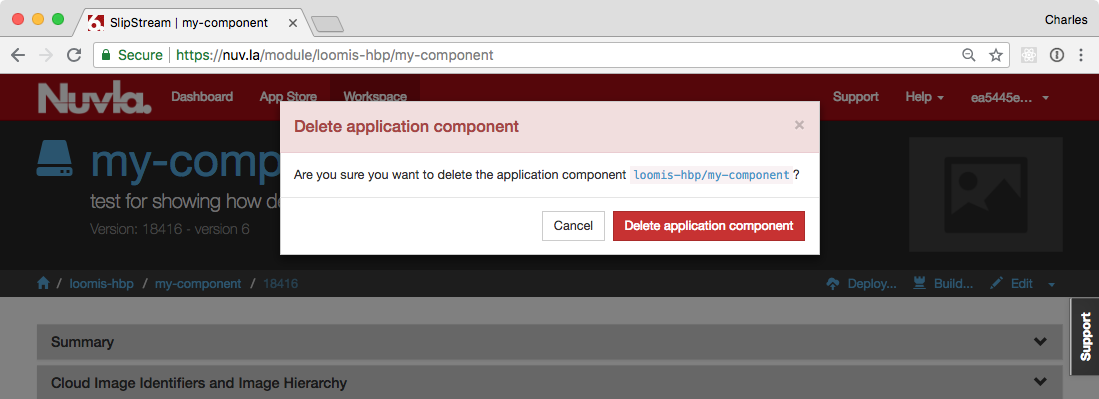 SlipStream | my-component
Charles
Secure https://nuv.la/module/loomis-hbp/my-component
Nuvla. Dashboard App Store Workspace Support Help ea5445e…
Delete application component ×
my-comp
Are you sure you want to delete the application component loomis-hbp/my-component?
test for showing how d
Version: 18416 - version 6
Cancel Delete application component
/ loomis-hbp / my-component / 18416 Deploy... Build... Edit
Support
Summary
Cloud Image Identifiers and Image Hierarchy